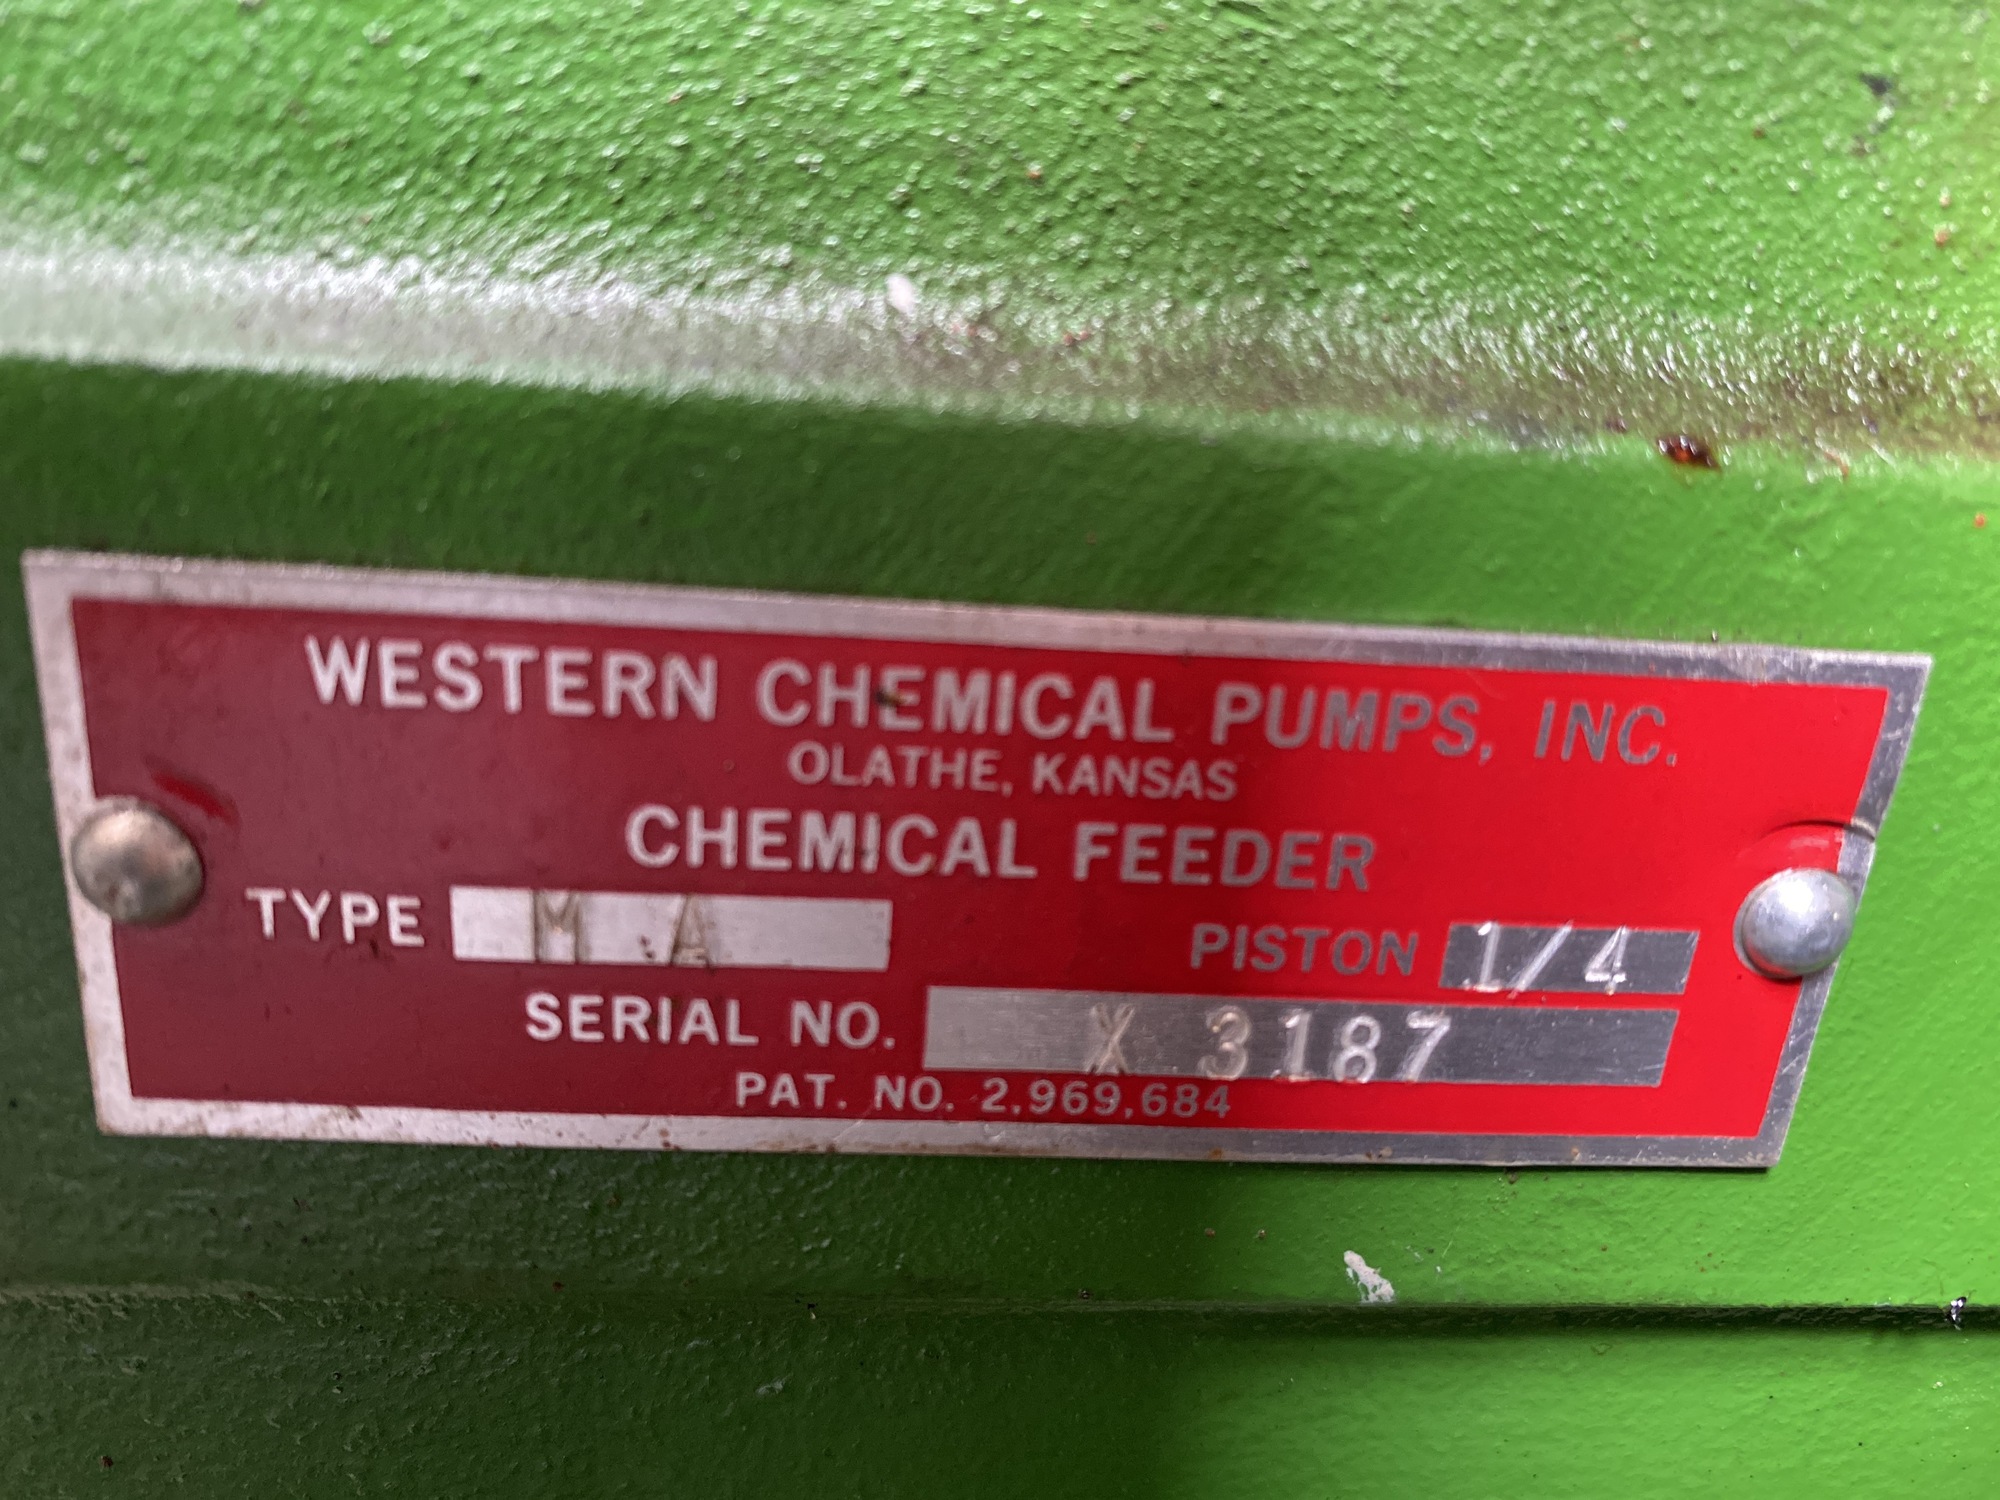 WESTERN CHEMICAL PUMPS, INC.
OLATHE, KANSAS
CHEMICAL FEEDER
TYPE M A PISTON 1/4
SERIAL NO. X 3187
PAT. NO. 2,969,684